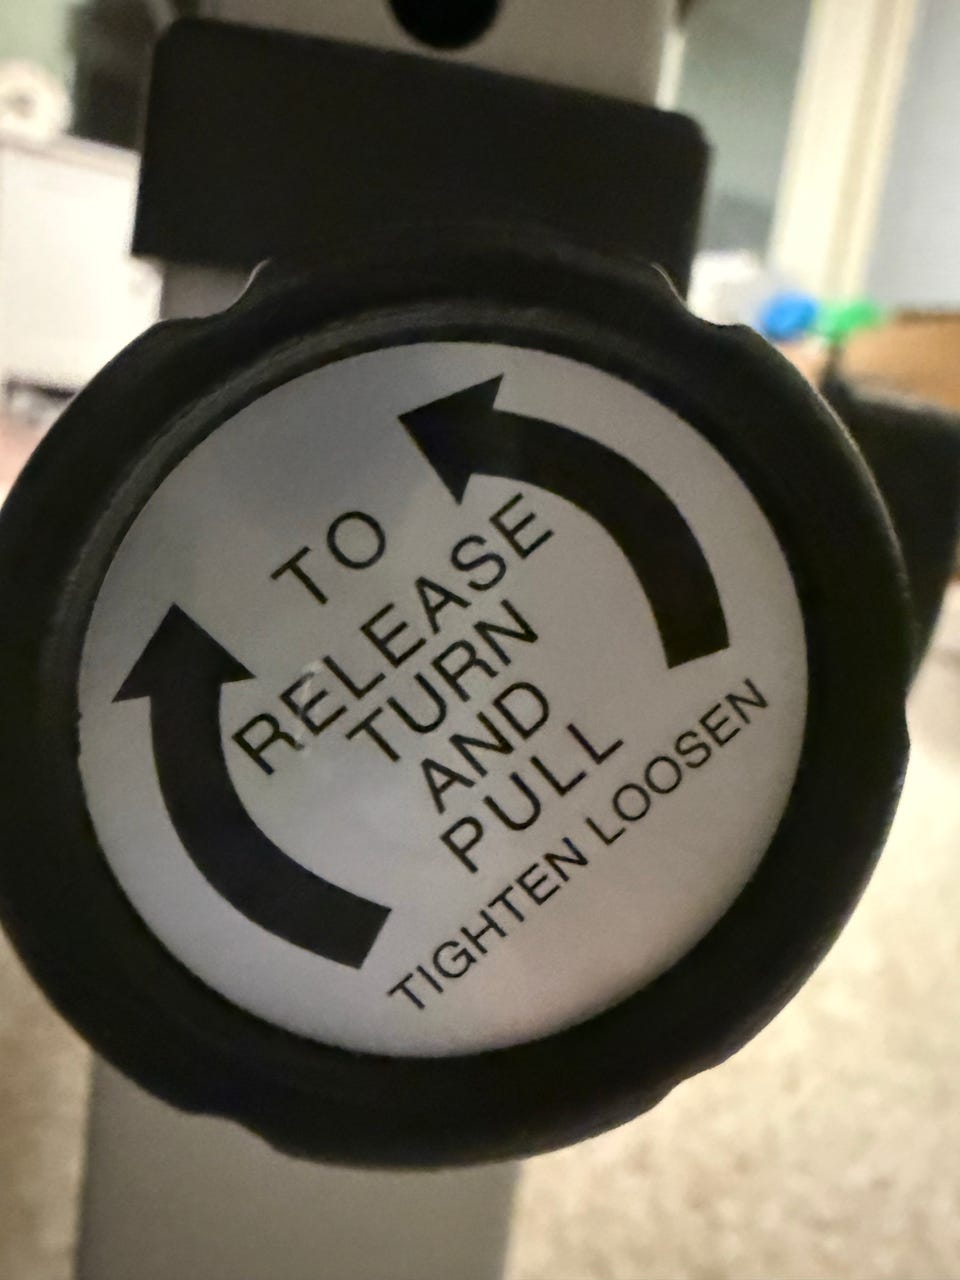 TO
RELEASE
TURN
AND
PULL
TIGHTEN LOOSEN